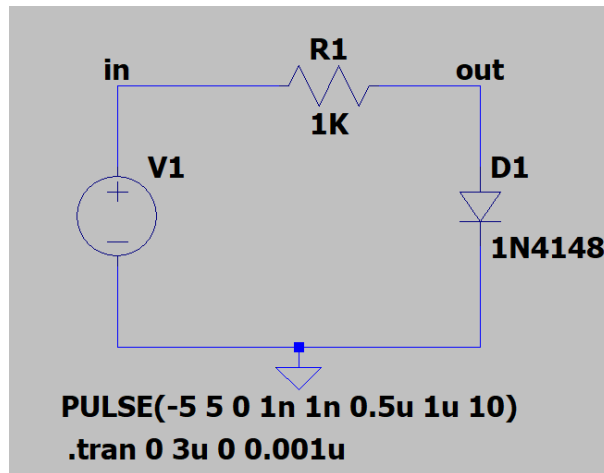 in
R1
out
1K
V1
D1
1N4148
PULSE(-5 5 0 1n 1n 0.5u 1u 10)
.tran 0 3u 0 0.001u